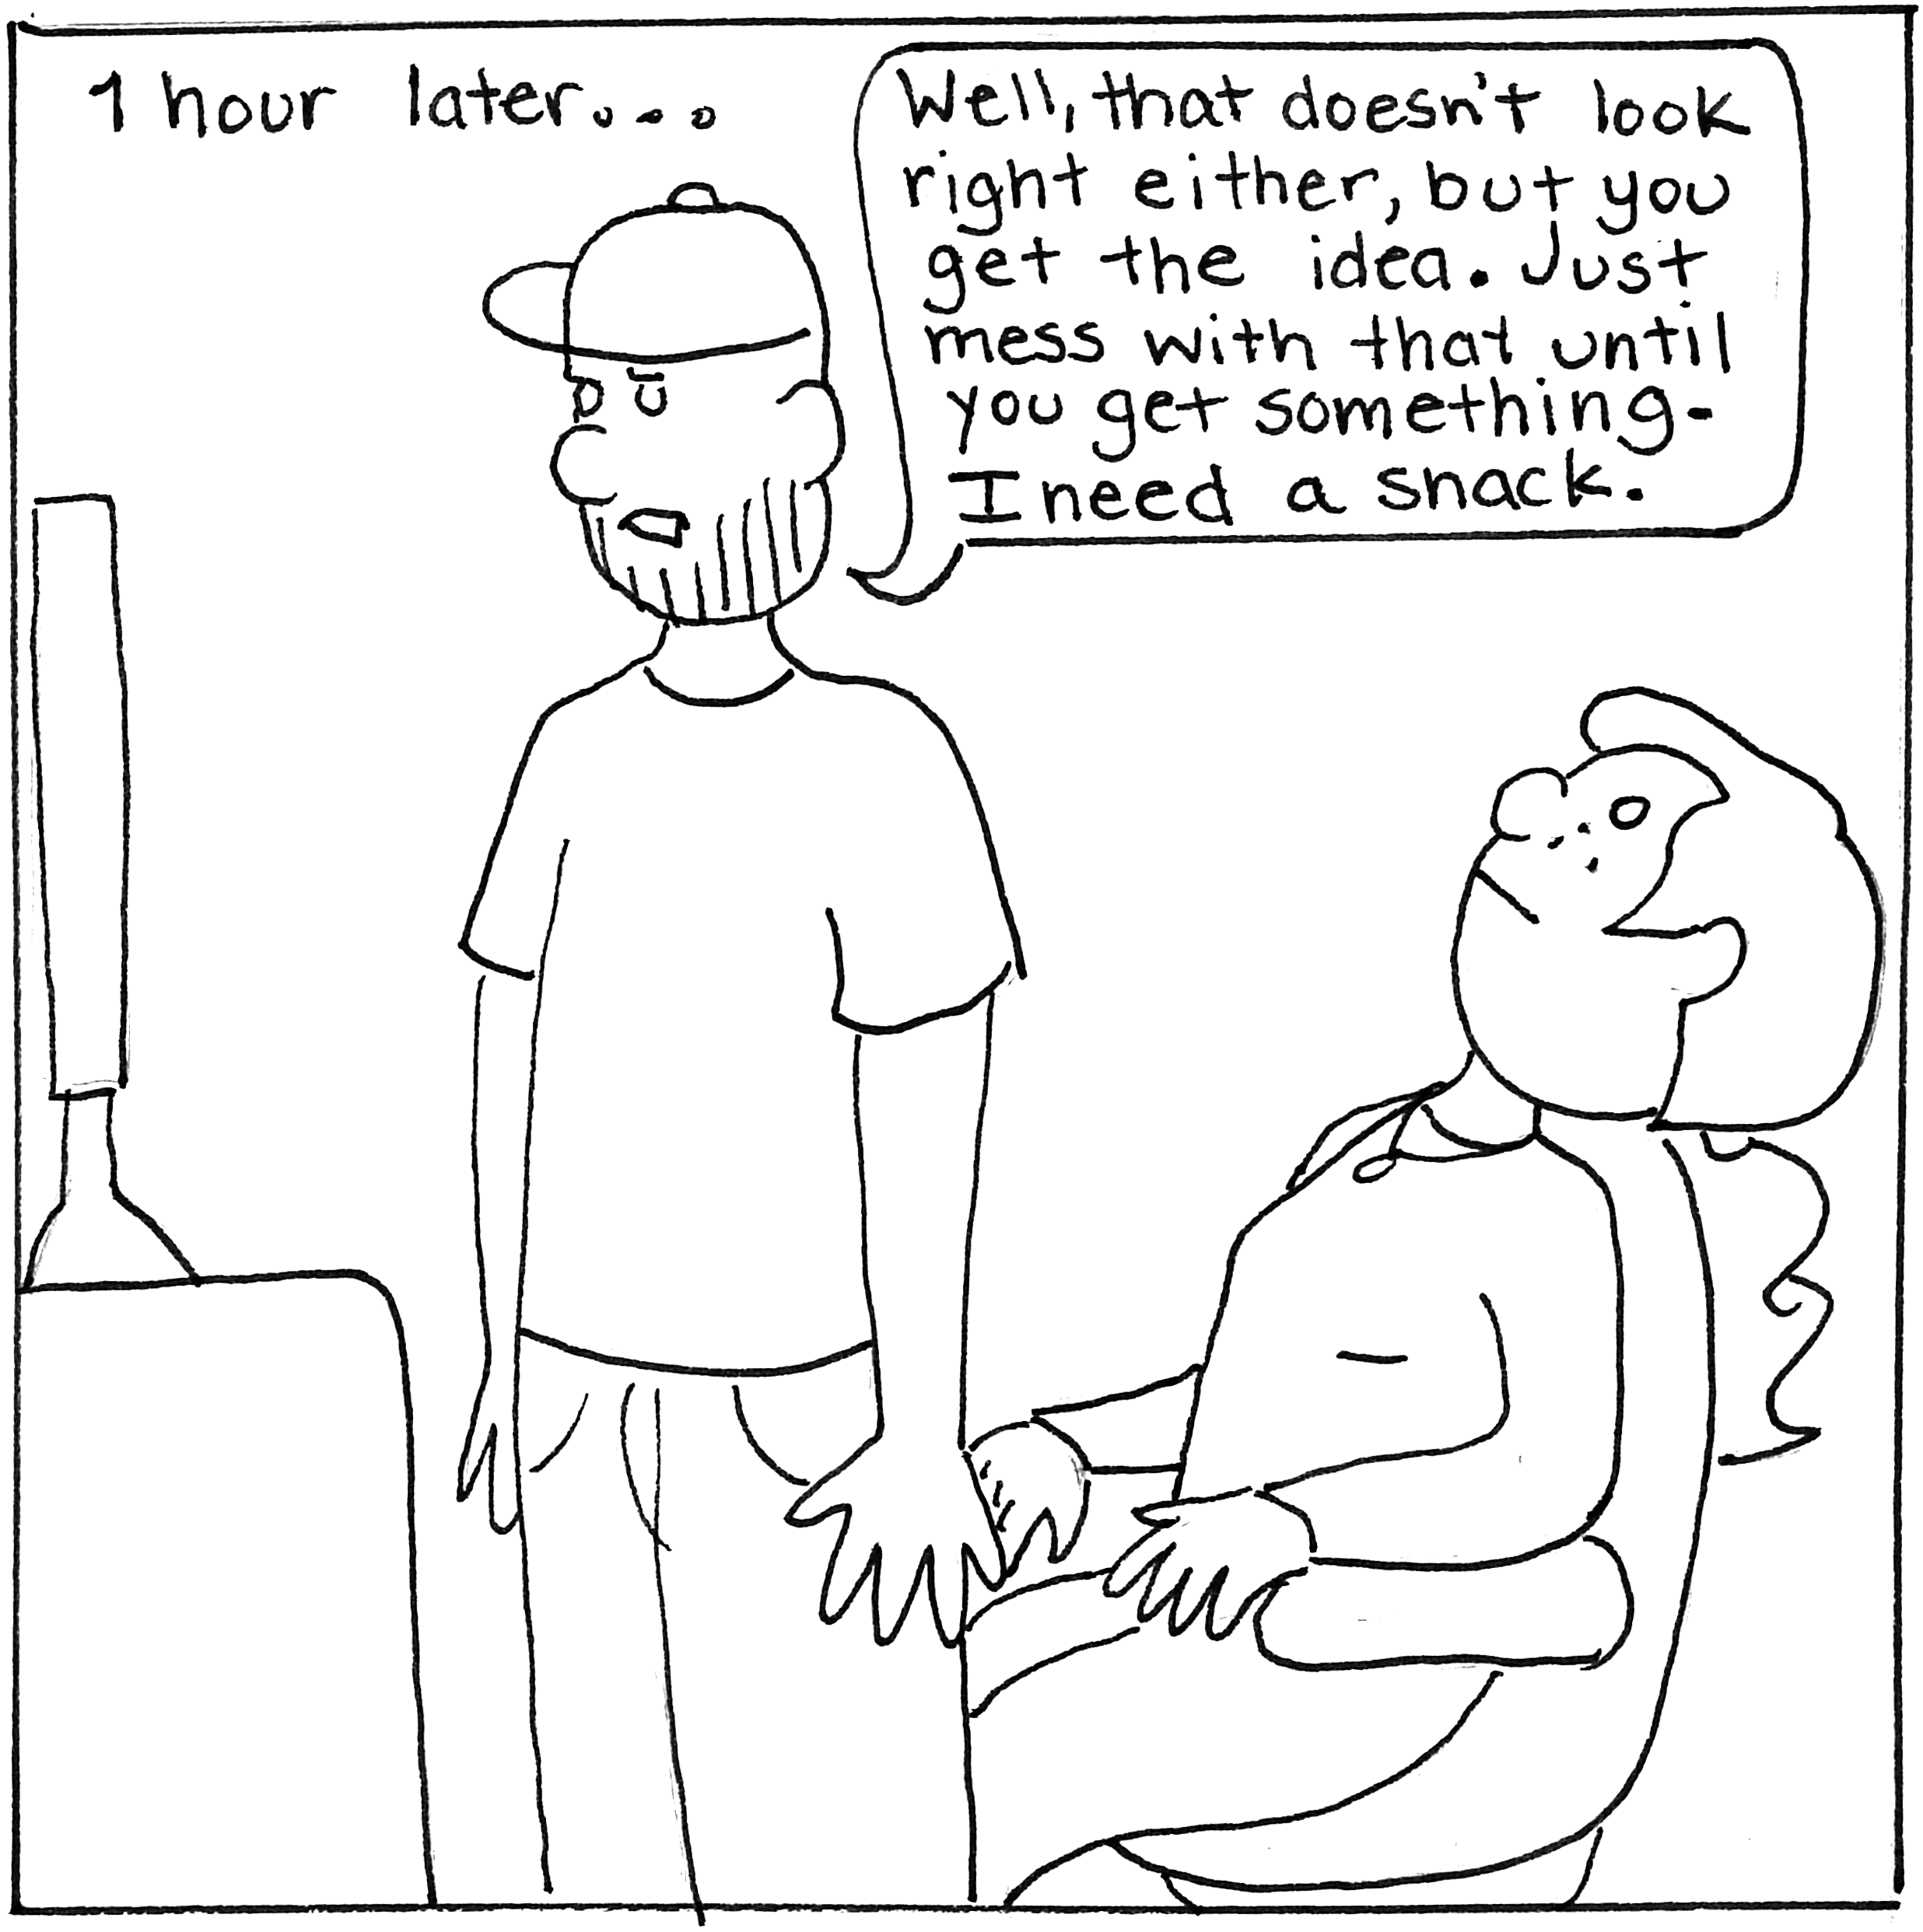 1 hour later...
Well, that doesn't look
right either, but you
get the idea. Just
mess with that until
you get something-
I need a snack.